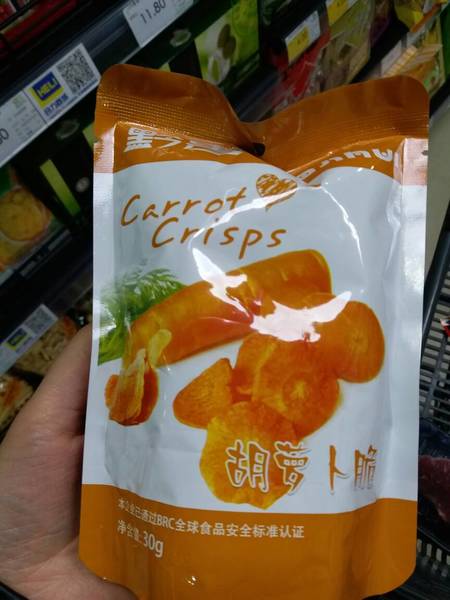 11.80
Carrot
Crisps
胡萝卜脆
本企业已通过BRC全球食品安全标准认证
净含量:30g